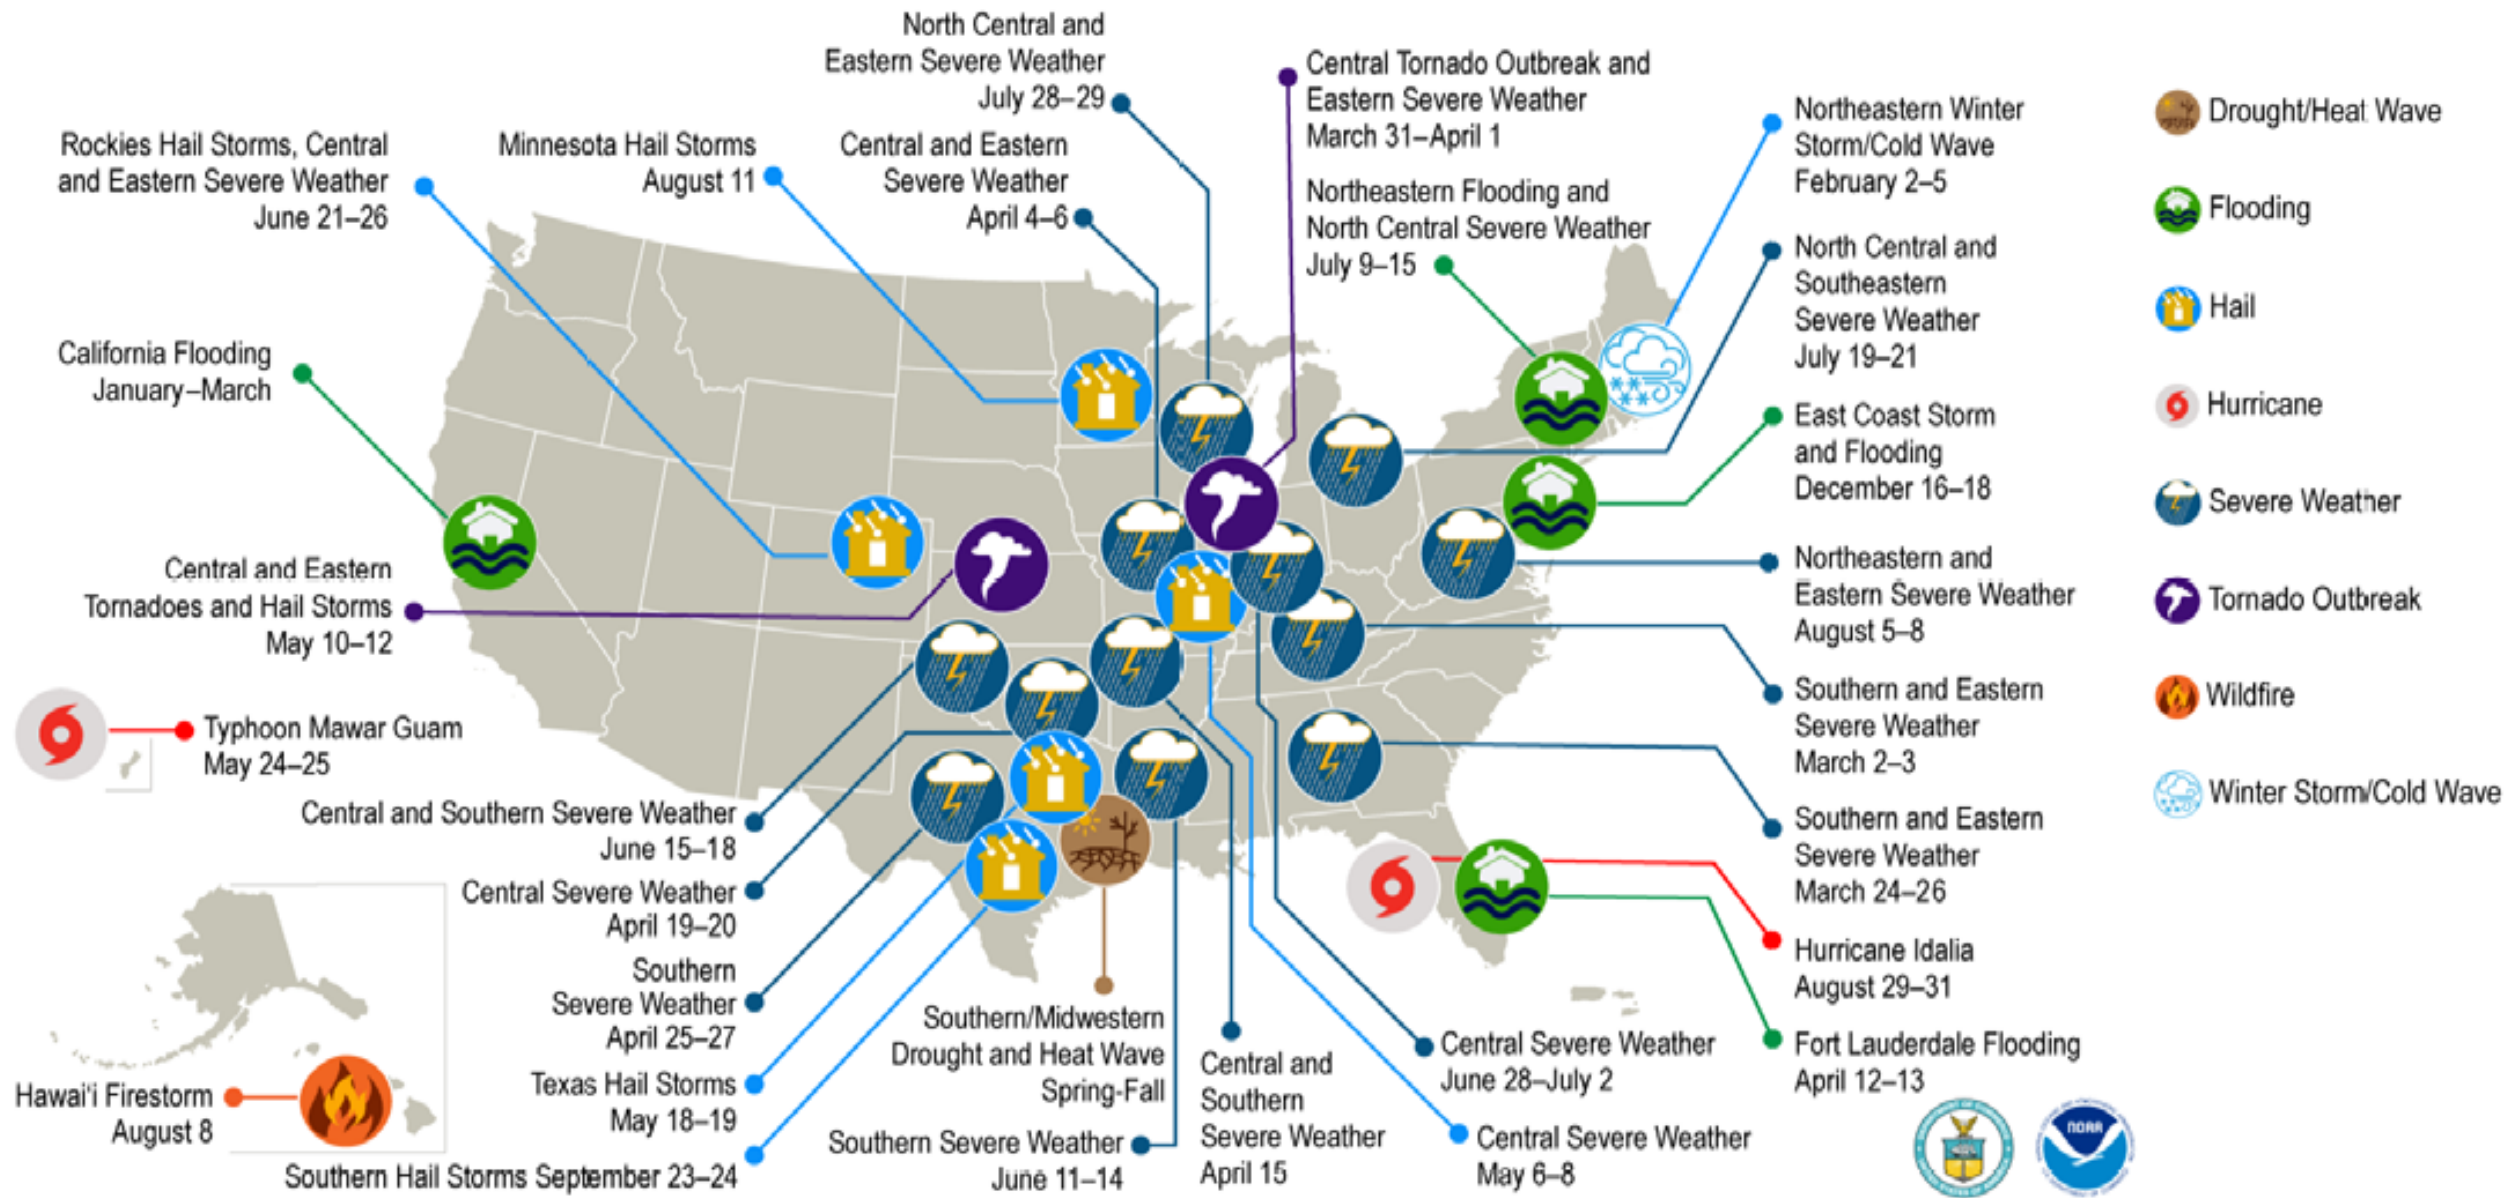 North Central and
Eastern Severe Weather
July 28–29
Central Tornado Outbreak and
Eastern Severe Weather
March 31–April 1
Rockies Hail Storms, Central
and Eastern Severe Weather
June 21–26
Minnesota Hail Storms
August 11
Central and Eastern
Severe Weather
April 4–6
Northeastern Flooding and
North Central Severe Weather
July 9–15
Northeastern Winter
Storm/Cold Wave
February 2–5
North Central and
Southeastern
Severe Weather
July 19–21
California Flooding
January–March
East Coast Storm
and Flooding
December 16–18
Central and Eastern
Tornadoes and Hail Storms
May 10–12
Northeastern and
Eastern Severe Weather
August 5–8
Typhoon Mawar Guam
May 24–25
Southern and Eastern
Severe Weather
March 2–3
Central and Southern Severe Weather
June 15–18
Southern and Eastern
Severe Weather
March 24–26
Central Severe Weather
April 19–20
Hurricane Idalia
August 29–31
Southern
Severe Weather
April 25–27
Southern/Midwestern
Drought and Heat Wave
Spring-Fall
Central and
Southern
Severe Weather
April 15
Central Severe Weather
June 28–July 2
Fort Lauderdale Flooding
April 12–13
Texas Hail Storms
May 18–19
Hawai'i Firestorm
August 8
Southern Severe Weather
June 11–14
Central Severe Weather
May 6–8
Southern Hail Storms September 23–24
Drought/Heat Wave
Flooding
Hail
Hurricane
Severe Weather
Tornado Outbreak
Wildfire
Winter Storm/Cold Wave
NOAA